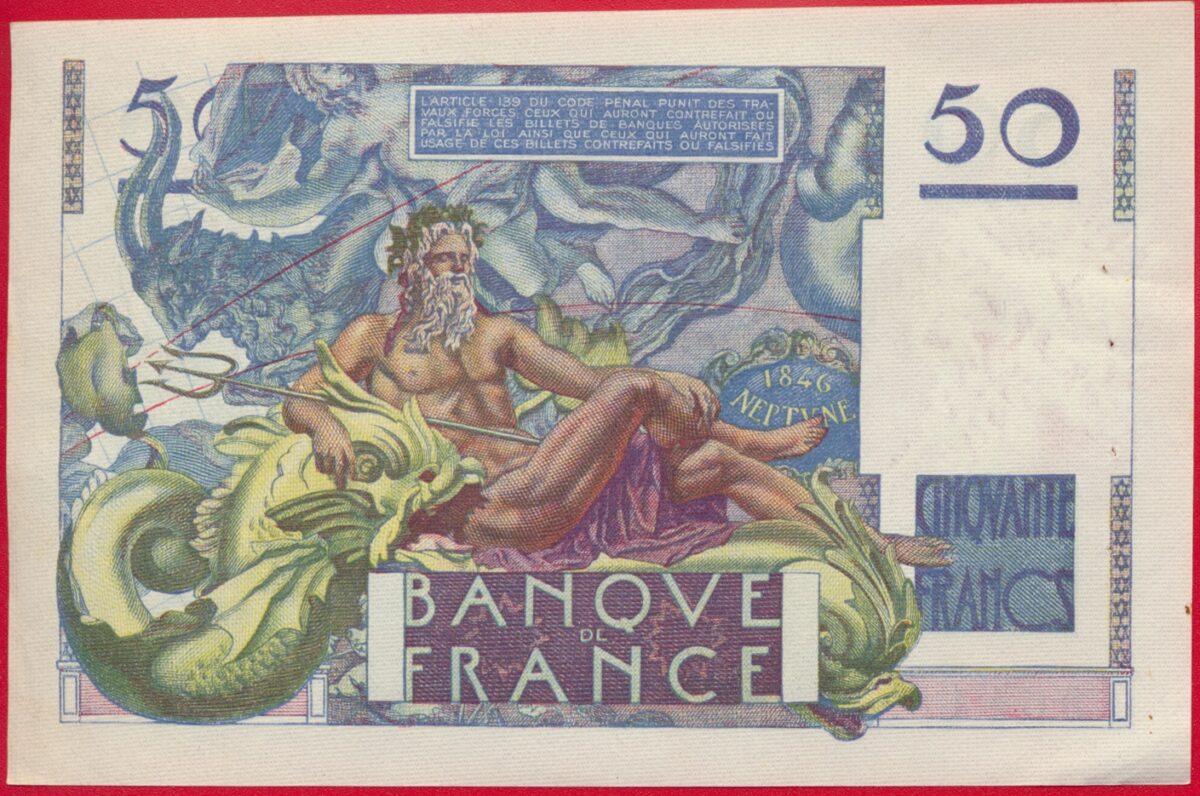 50
50
L'ARTICLE 139 DU CODE PÉNAL PUNIT DES TRA-
VAUX FORCÉS CEUX QUI AURONT CONTREFAIT OU
FALSIFIÉ LES BILLETS DE BANQUES AUTORISÉES
PAR LA LOI. AINSI QUE CEUX QUI AURONT FAIT
USAGE DE CES BILLETS CONTREFAITS OU FALSIFIÉS
1846
NEPTVNE
CINQVANTE
FRANCS
BANQVE
DE
FRANCE